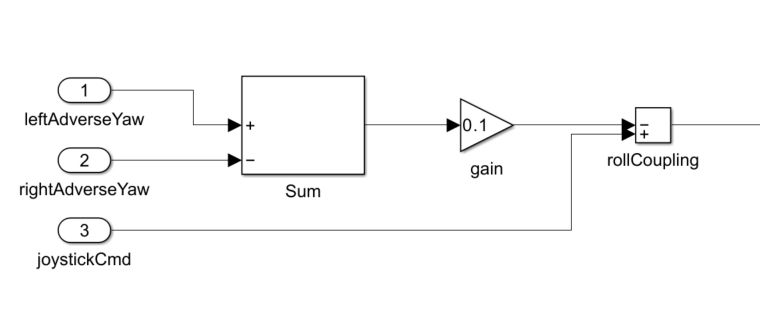 1
leftAdverseYaw
2
rightAdverseYaw
3
joystickCmd
+
−
Sum
0.1
gain
−
+
rollCoupling